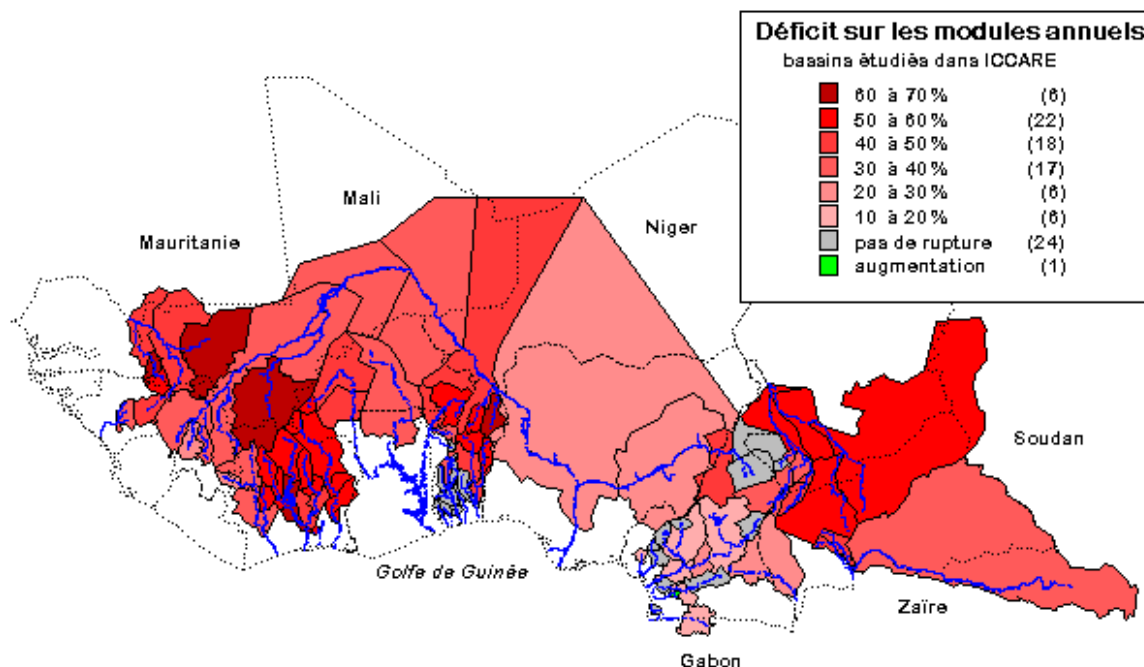 Déficit sur les modules annuels
bassins étudiés dans ICCARE
60 à 70% (6)
50 à 60% (22)
40 à 50% (18)
30 à 40% (17)
20 à 30% (6)
10 à 20% (6)
pas de rupture (24)
augmentation (1)
Mali
Niger
Mauritanie
Soudan
Golfe de Guinée
Zaïre
Gabon